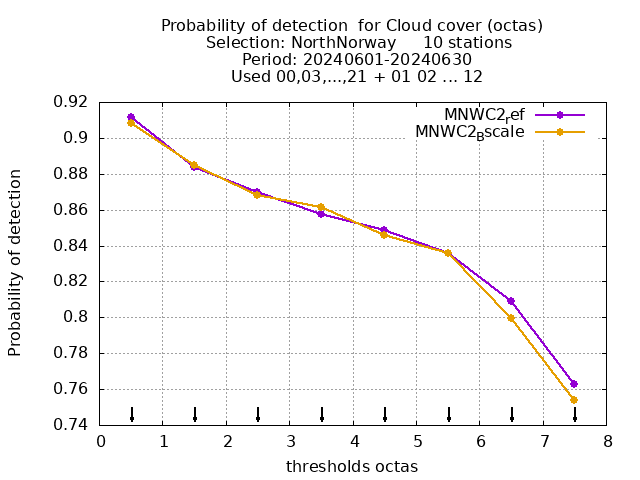 Probability of detection  for Cloud cover (octas)
Selection: NorthNorway     10 stations
Period: 20240601-20240630
Used 00,03,...,21 + 01 02 ... 12
MNWC2ref
MNWC2Bscale
Probability of detection
0.92
0.9
0.88
0.86
0.84
0.82
0.8
0.78
0.76
0.74
0 1 2 3 4 5 6 7 8
thresholds octas